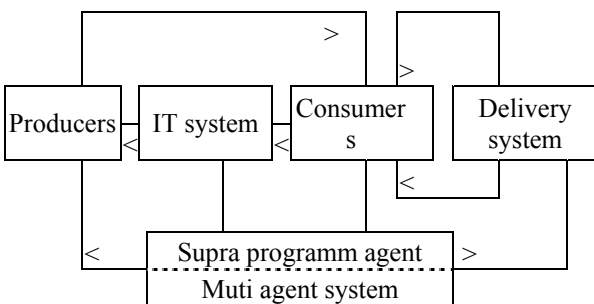 >
>
Producers
IT system
Consumer
s
Delivery
system
<
<
<
<
Supra programm agent
>
Muti agent system